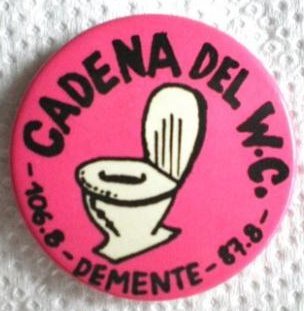 CADENA DEL W.C.
-106.8-DEMENTE-87.8-